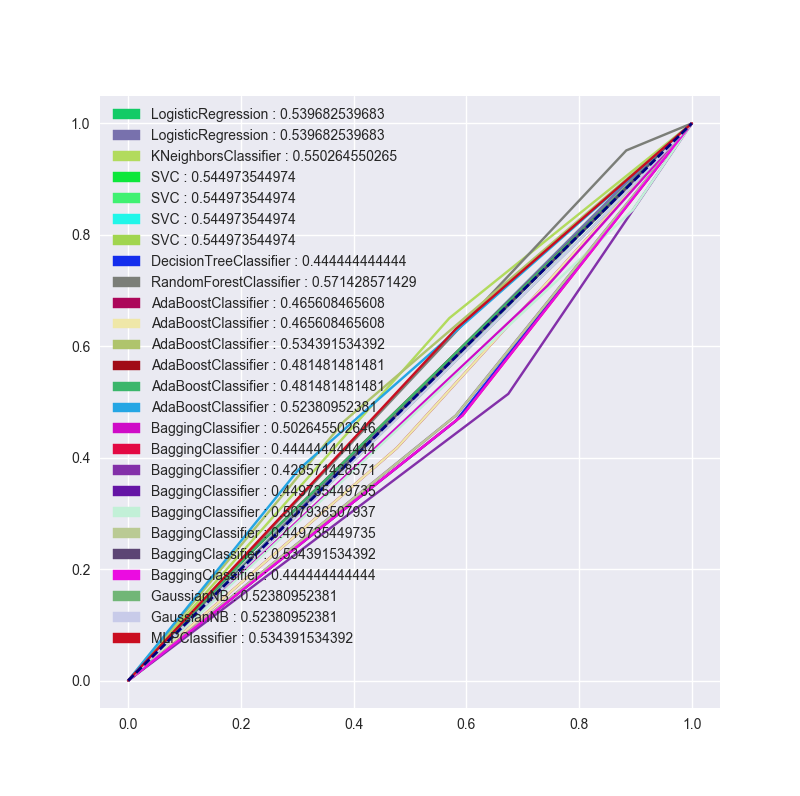 LogisticRegression : 0.539682539683
LogisticRegression : 0.539682539683
KNeighborsClassifier : 0.550264550265
SVC : 0.544973544974
SVC : 0.544973544974
SVC : 0.544973544974
SVC : 0.544973544974
DecisionTreeClassifier : 0.444444444444
RandomForestClassifier : 0.571428571429
AdaBoostClassifier : 0.465608465608
AdaBoostClassifier : 0.465608465608
AdaBoostClassifier : 0.534391534392
AdaBoostClassifier : 0.481481481481
AdaBoostClassifier : 0.481481481481
AdaBoostClassifier : 0.52380952381
BaggingClassifier : 0.502645502646
BaggingClassifier : 0.444444444444
BaggingClassifier : 0.428571428571
BaggingClassifier : 0.449735449735
BaggingClassifier : 0.507936507937
BaggingClassifier : 0.449735449735
BaggingClassifier : 0.534391534392
BaggingClassifier : 0.444444444444
GaussianNB : 0.52380952381
GaussianNB : 0.52380952381
MLPClassifier : 0.534391534392
1.0
0.8
0.6
0.4
0.2
0.0
0.0 0.2 0.4 0.6 0.8 1.0